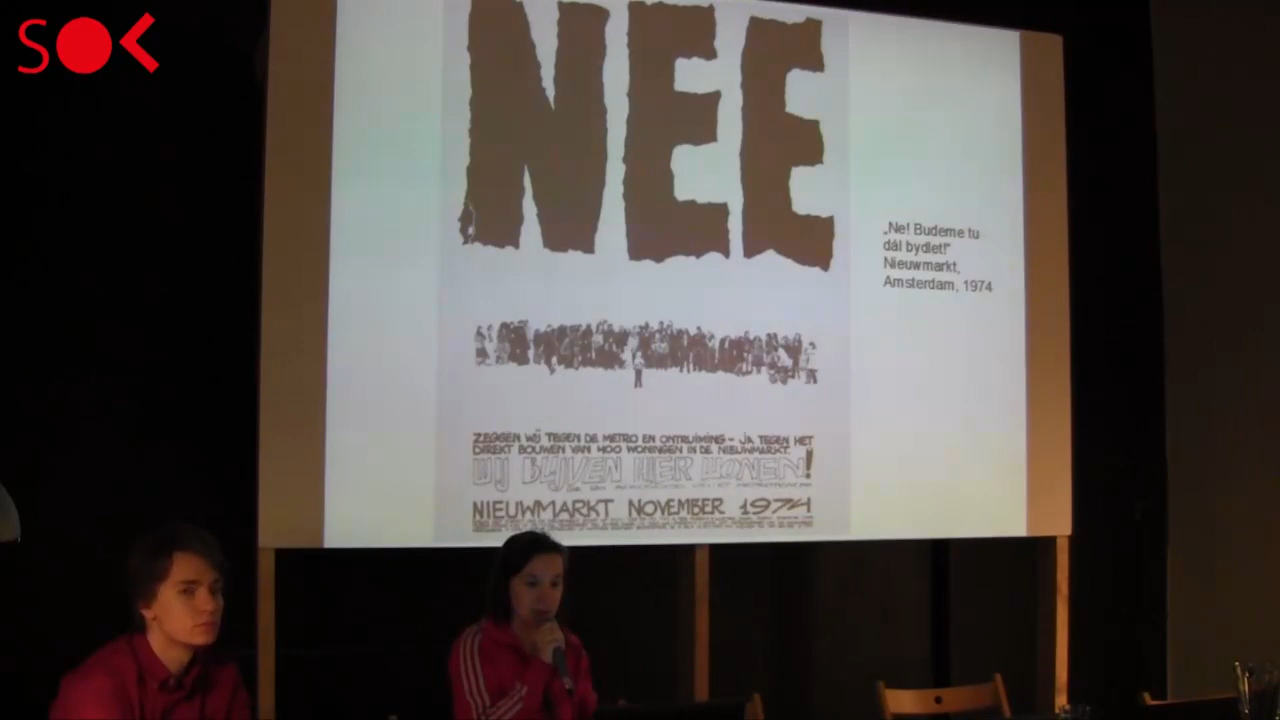 SOK
NEE
„Ne! Budeme tu
dál bydlet!"
Nieuwmarkt,
Amsterdam, 1974
ZEGGEN WIJ TEGEN DE METRO EN ONTRUIMING - JA TEGEN HET
DIREKT BOUWEN VAN 400 WONINGEN IN DE NIEUWMARKT.
WIJ BLIJVEN HIER WONEN!
NIEUWMARKT NOVEMBER 1974